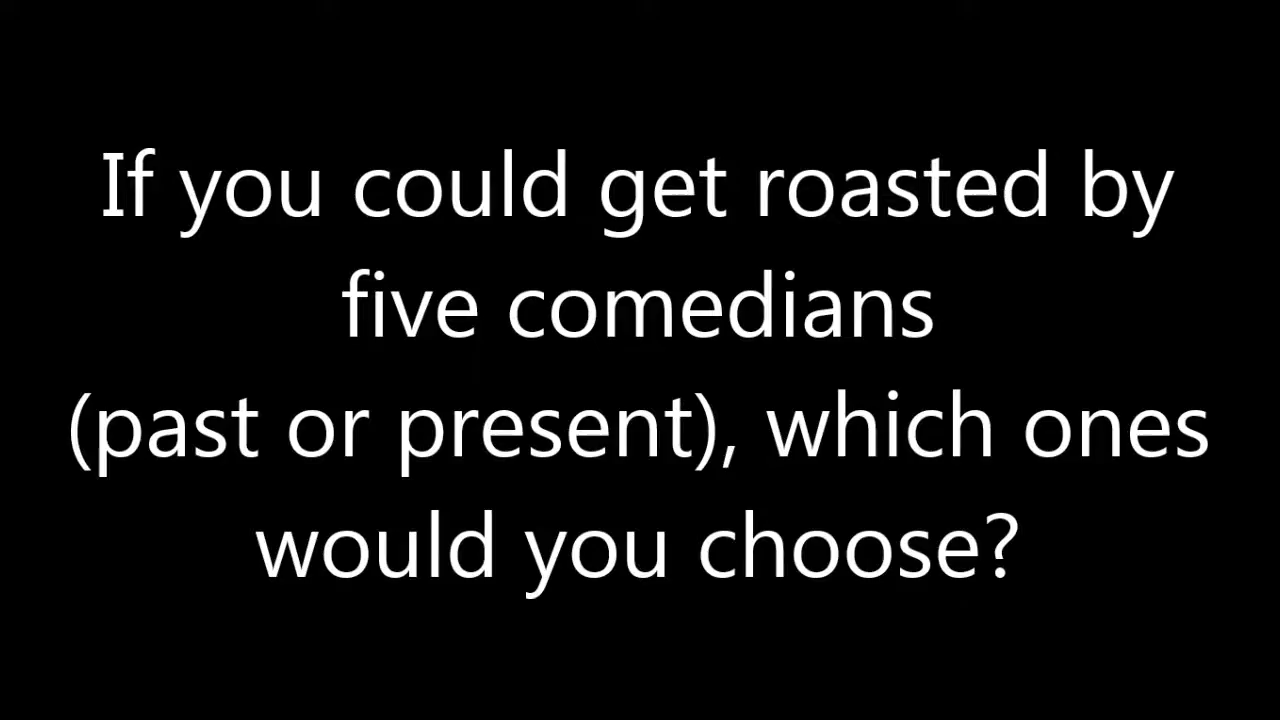 If you could get roasted by
five comedians
(past or present), which ones
would you choose?